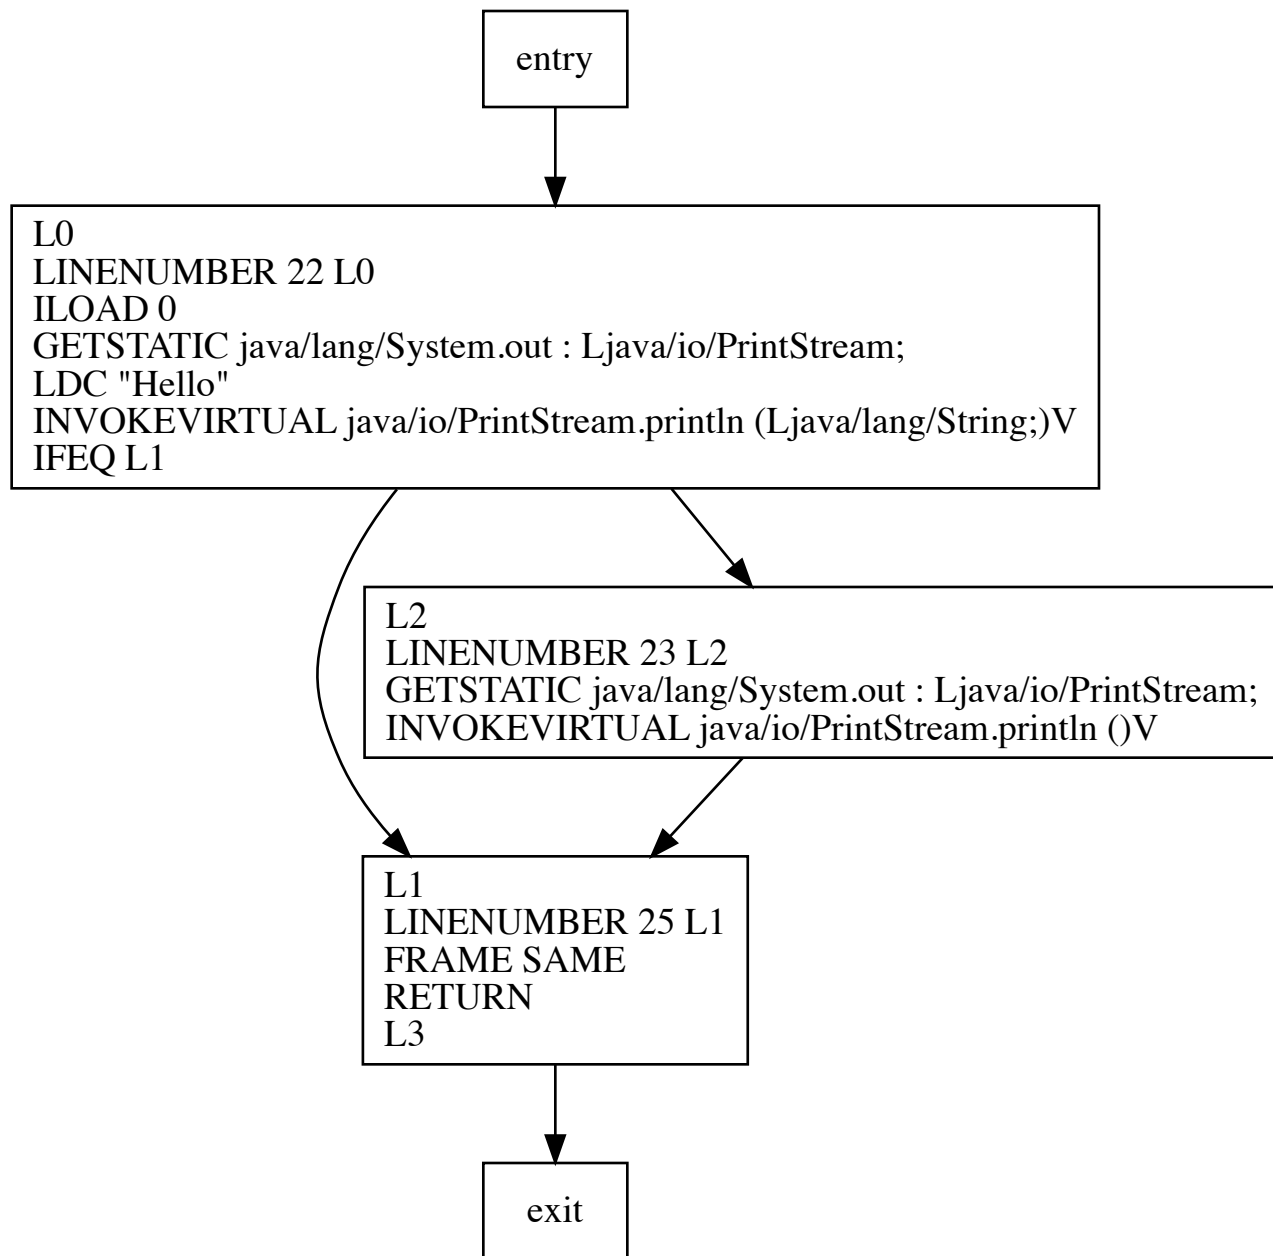 entry
L0
LINENUMBER 22 L0
ILOAD 0
GETSTATIC java/lang/System.out : Ljava/io/PrintStream;
LDC "Hello"
INVOKEVIRTUAL java/io/PrintStream.println (Ljava/lang/String;)V
IFEQ L1
L2
LINENUMBER 23 L2
GETSTATIC java/lang/System.out : Ljava/io/PrintStream;
INVOKEVIRTUAL java/io/PrintStream.println ()V
L1
LINENUMBER 25 L1
FRAME SAME
RETURN
L3
exit